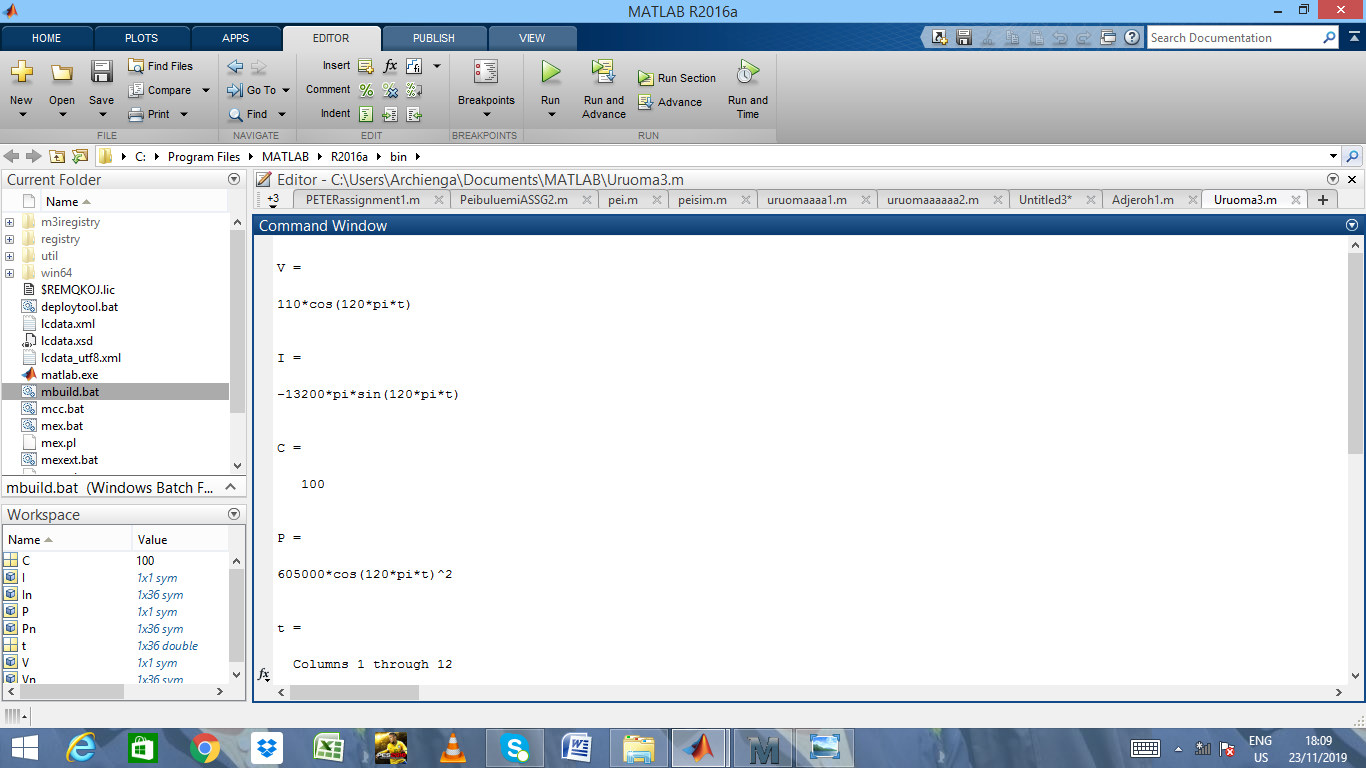 MATLAB R2016a
HOME PLOTS APPS EDITOR PUBLISH VIEW
Search Documentation
New Open Save Find Files Compare Print
FILE
Go To Find
NAVIGATE
Insert fx
Comment
Indent
EDIT
Breakpoints
BREAKPOINTS
Run Run and Advance Run Section Advance Run and Time
RUN
C: Program Files MATLAB R2016a bin
Current Folder
Name
m3iregistry
registry
util
win64
$REMQKOJ.lic
deploytool.bat
lcdata.xml
lcdata.xsd
lcdata_utf8.xml
matlab.exe
mbuild.bat
mcc.bat
mex.bat
mex.pl
mexext.bat
mbuild.bat (Windows Batch F...
Workspace
Name Value
C 100
I 1x1 sym
In 1x36 sym
P 1x1 sym
Pn 1x36 sym
t 1x36 double
V 1x1 sym
Vn 1x36 sym
Editor - C:\Users\Archienga\Documents\MATLAB\Uruoma3.m
+3 PETERassignment1.m PeibuluemiASSG2.m pei.m peisim.m uruomaaaa1.m uruomaaaaaa2.m Untitled3* Adjeroh1.m Uruoma3.m
Command Window
V =
110*cos(120*pi*t)
I =
-13200*pi*sin(120*pi*t)
C =
100
P =
605000*cos(120*pi*t)^2
t =
Columns 1 through 12
fx
ENG
US
18:09
23/11/2019